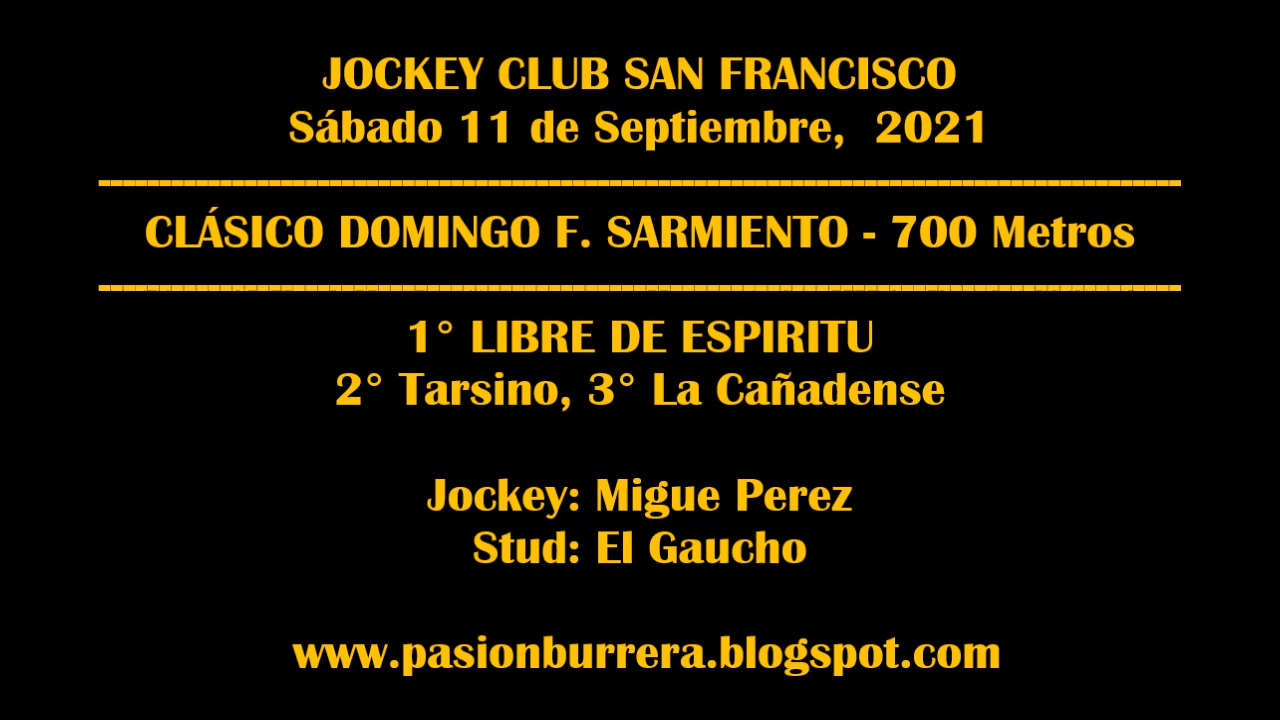 JOCKEY CLUB SAN FRANCISCO
Sábado 11 de Septiembre,  2021
CLÁSICO DOMINGO F. SARMIENTO - 700 Metros
1° LIBRE DE ESPIRITU
2° Tarsino, 3° La Cañadense
Jockey: Migue Perez
Stud: El Gaucho
www.pasionburrera.blogspot.com